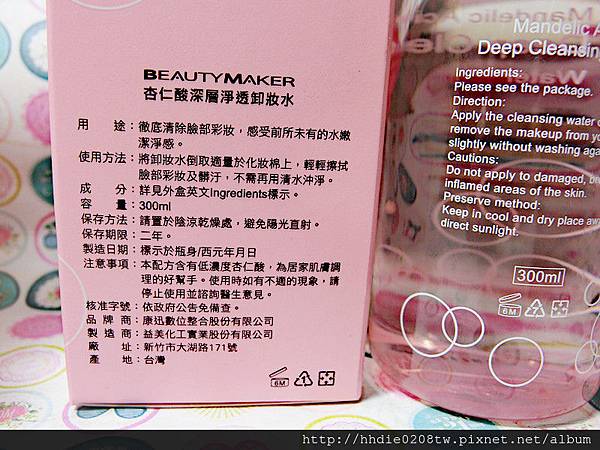 BEAUTYMAKER
杏仁酸深層淨透卸妝水
用 途：徹底清除臉部彩妝，感受前所未有的水嫩
潔淨感。
使用方法：將卸妝水倒取適量於化妝棉上，輕輕擦拭
臉部彩妝及髒汙，不需再用清水沖淨。
成 分：詳見外盒英文Ingredients標示。
容 量：300ml
保存方法：請置於陰涼乾燥處，避免陽光直射。
保存期限：二年。
製造日期：標示於瓶身/西元年月日
注意事項：本配方含有低濃度杏仁酸，為居家肌膚調
理的好幫手。使用時如有不適的現象，請
停止使用並諮詢醫生意見。
核准字號：依政府公告免備查。
品 牌 商：康迅數位整合股份有限公司
製 造 商：益美化工實業股份有限公司
廠 址：新竹市大湖路171號
產 地：台灣
6M
1
Mandelic A
Deep Cleansin
Ingredients:
Please see the package.
Direction:
Apply the cleansing water o
remove the makeup from yo
slightly without washing aga
Cautions:
Do not apply to damaged, br
inflamed areas of the skin.
Preserve method:
Keep in cool and dry place awa
direct sunlight.
300ml
6M
http://hhdie0208tw.pixnet.net/album